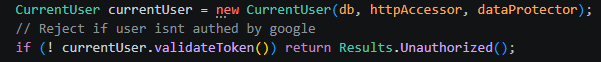 CurrentUser currentUser = new CurrentUser(db, httpAccessor, dataProtector);
// Reject if user isnt authed by google
if (! currentUser.validateToken()) return Results.Unauthorized();